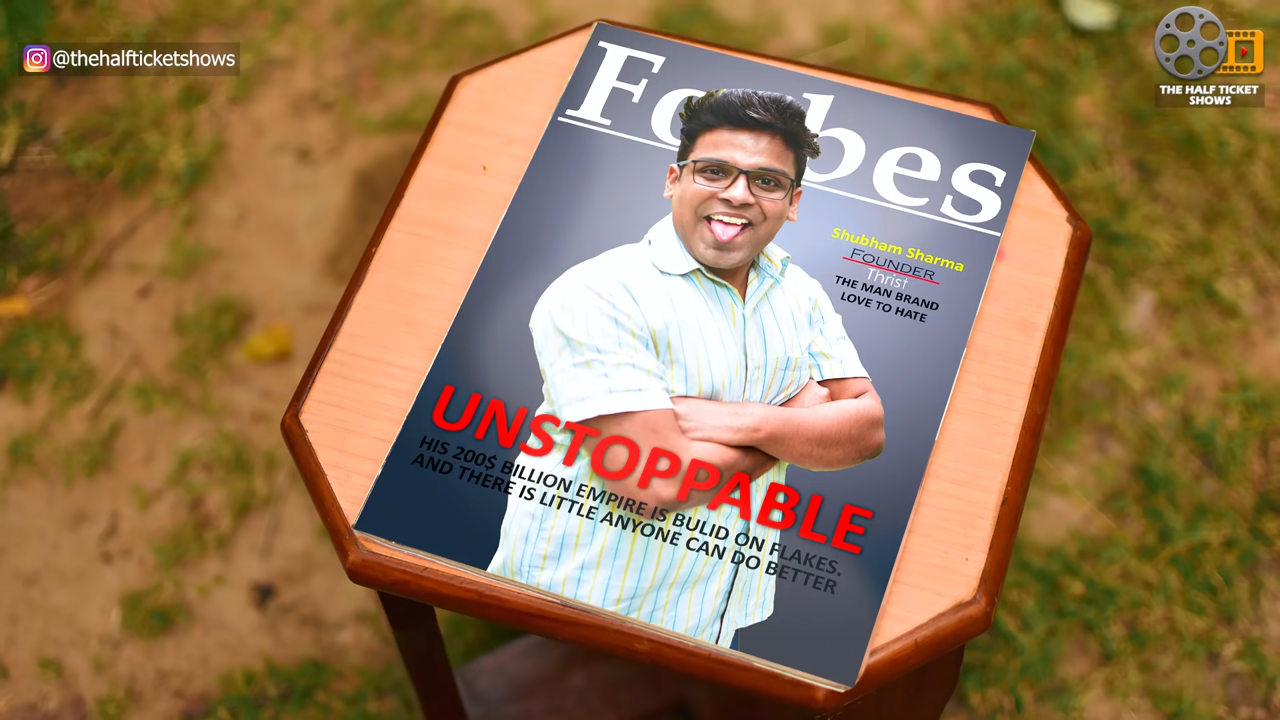 @thehalfticketshows
THE HALF TICKET
SHOWS
Forbes
Shubham Sharma
FOUNDER
Thrist
THE MAN BRAND
LOVE TO HATE
UNSTOPPABLE
HIS 200$ BILLION EMPIRE IS BULID ON FLAKES.
AND THERE IS LITTLE ANYONE CAN DO BETTER